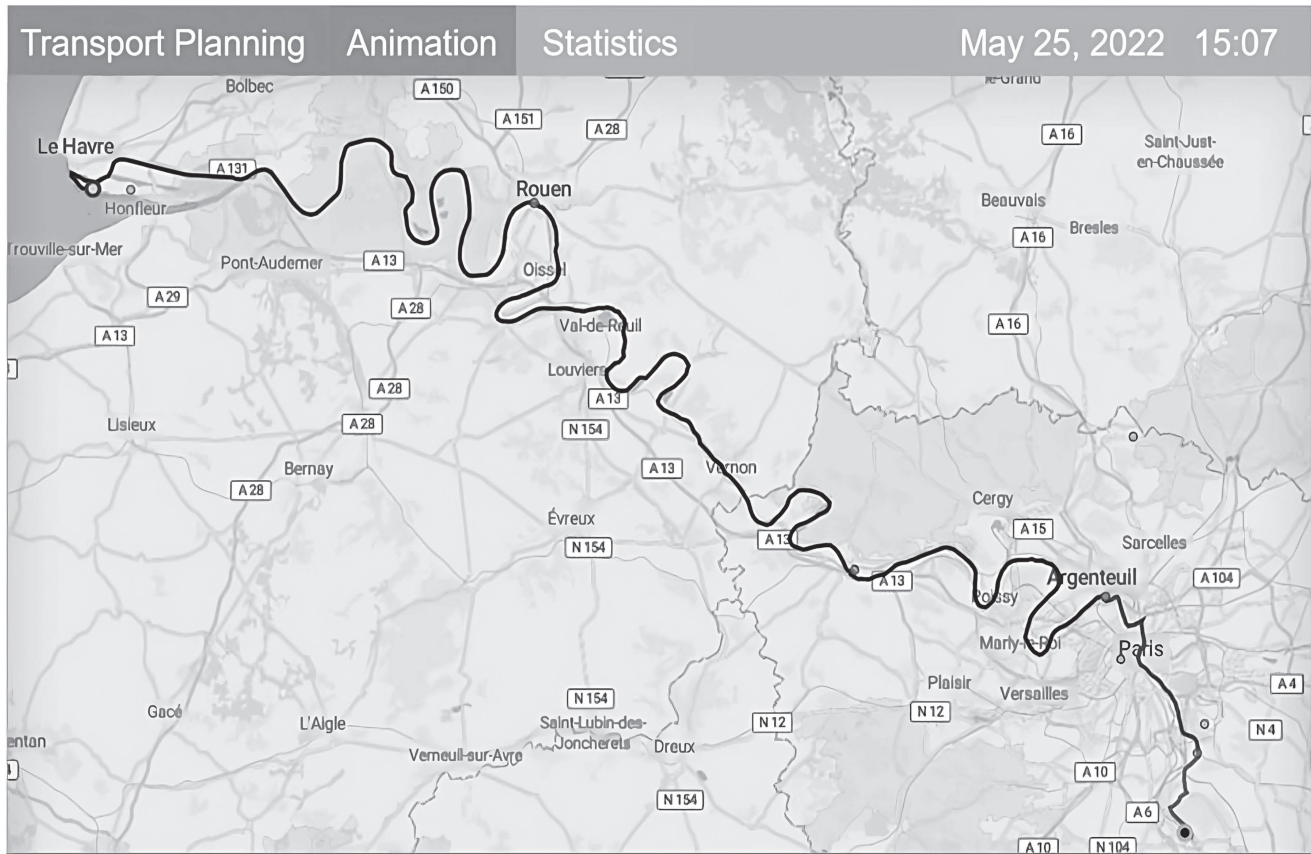 Transport Planning Animation Statistics May 25, 2022 15:07
le-Grand
Bolbec
A 150
A 151
A 28
A 16
Le Havre
Saint-Just-
en-Chaussée
A 131
Rouen
Beauvais
Honfleur
Bresles
A 16
Trouville-sur-Mer
Pont-Audemer
A 13
Oissel
A 29
A 28
A 16
Val-de-Reuil
A 13
Louviers
A 28
A 13
Lisieux
A 28
N 154
Bernay
A 13
Vernon
A 28
Cergy
Évreux
A 15
A 13
N 154
Sarcelles
A 13
Argenteuil
A 104
Poissy
Marly-le-Roi
Paris
Plaisir
Versailles
A 4
N 154
Gacé
L'Aigle
Saint-Lubin-des-
Joncherets
N 12
N 12
N 4
entan
Verneuil-sur-Avre
Dreux
A 10
N 154
A 6
A 10
N 104